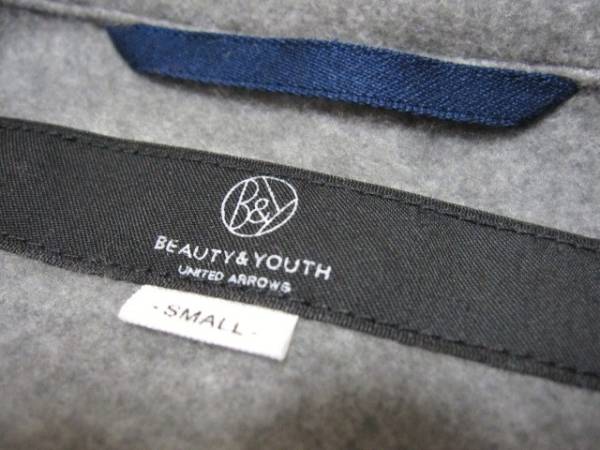 B&Y
BEAUTY & YOUTH
UNITED ARROWS
-SMALL-